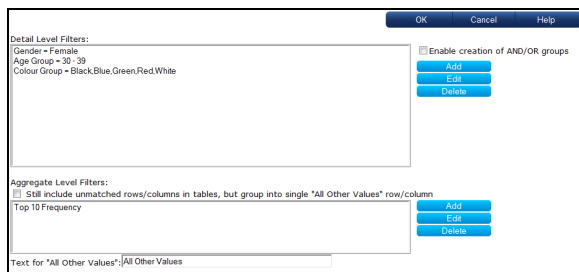 OK Cancel Help
Detail Level Filters:
Gender = Female
Age Group = 30 - 39
Colour Group = Black,Blue,Green,Red,White
Enable creation of AND/OR groups
Add
Edit
Delete
Aggregate Level Filters:
Still include unmatched rows/columns in tables, but group into single "All Other Values" row/column
Top 10 Frequency
Add
Edit
Delete
Text for "All Other Values": All Other Values